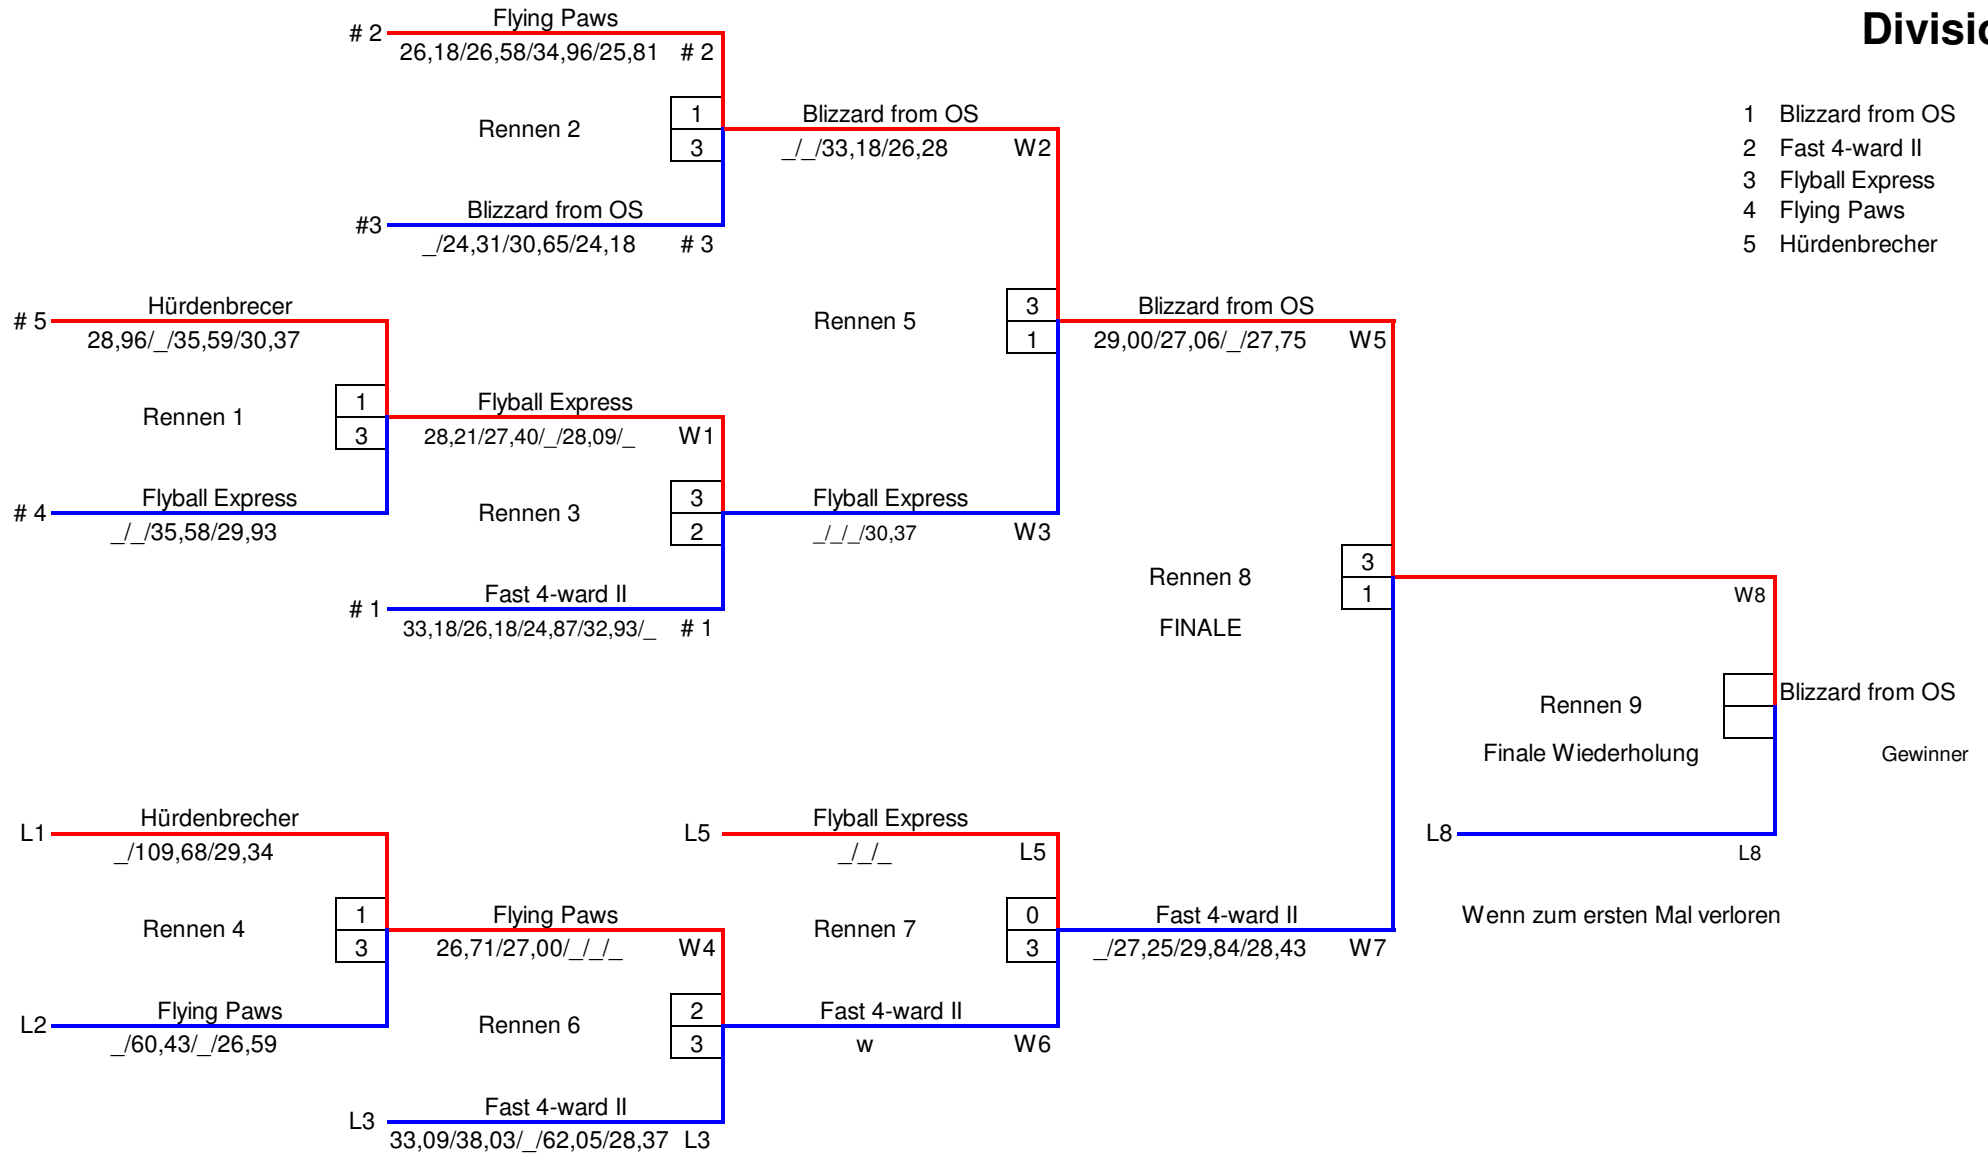 Flying Paws
# 2
26,18/26,58/34,96/25,81 # 2
Rennen 2
1
3
Blizzard from OS
#3
_/24,31/30,65/24,18 # 3
Blizzard from OS
_/_/33,18/26,28 W2
Divisio
1 Blizzard from OS
2 Fast 4-ward II
3 Flyball Express
4 Flying Paws
5 Hürdenbrecher
Hürdenbrecer
# 5
28,96/_/35,59/30,37
Rennen 1
1
3
Flyball Express
# 4
_/_/35,58/29,93
Flyball Express
28,21/27,40/_/28,09/_ W1
Rennen 3
3
2
Fast 4-ward II
# 1
33,18/26,18/24,87/32,93/_ # 1
Rennen 5
3
1
Flyball Express
_/_/_/30,37 W3
Blizzard from OS
29,00/27,06/_/27,75 W5
Rennen 8
FINALE
3
1
W8
Rennen 9
Finale Wiederholung
Blizzard from OS
Gewinner
L8
L8
Wenn zum ersten Mal verloren
Hürdenbrecher
L1
_/109,68/29,34
Rennen 4
1
3
Flying Paws
L2
_/60,43/_/26,59
Flying Paws
26,71/27,00/_/_/_ W4
Rennen 6
2
3
Fast 4-ward II
L3
33,09/38,03/_/62,05/28,37 L3
Flyball Express
L5
_/_/_ L5
Rennen 7
0
3
Fast 4-ward II
w W6
Fast 4-ward II
_/27,25/29,84/28,43 W7